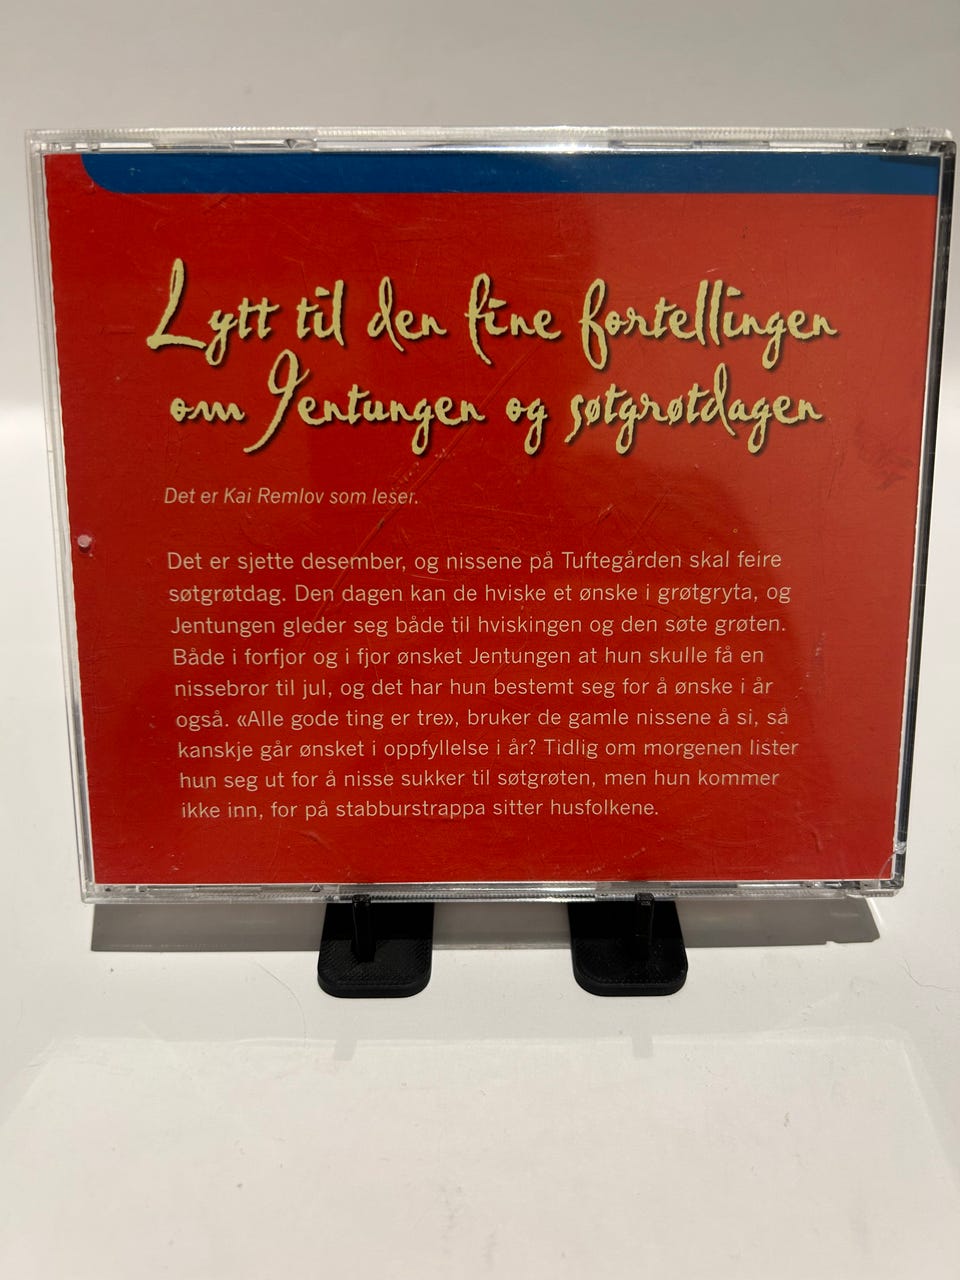 Lytt til den fine fortellingen
om Jentungen og søtgrøtdagen
Det er Kai Remlov som leser.
Det er sjette desember, og nissene på Tuftegården skal feire
søtgrøtdag. Den dagen kan de hviske et ønske i grøtgryta, og
Jentungen gleder seg både til hviskingen og den søte grøten.
Både i forfjor og i fjor ønsket Jentungen at hun skulle få en
nissebror til jul, og det har hun bestemt seg for å ønske i år
også. «Alle gode ting er tre», bruker de gamle nissene å si, så
kanskje går ønsket i oppfyllelse i år? Tidlig om morgenen lister
hun seg ut for å nisse sukker til søtgrøten, men hun kommer
ikke inn, for på stabburstrappa sitter husfolkene.